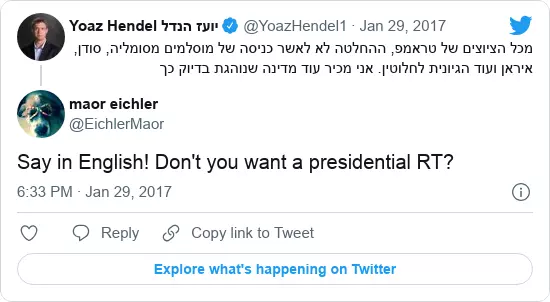 Yoaz Hendel יועז הנדל @YoazHendel1 · Jan 29, 2017
מכל הציוצים של טראמפ, ההחלטה לא לאשר כניסה של מוסלמים מסומליה, סודן,
איראן ועוד הגיונית לחלוטין. אני מכיר עוד מדינה שנוהגת בדיוק כך
maor eichler
@EichlerMaor
Say in English! Don't you want a presidential RT?
6:33 PM · Jan 29, 2017
Reply Copy link to Tweet
Explore what's happening on Twitter